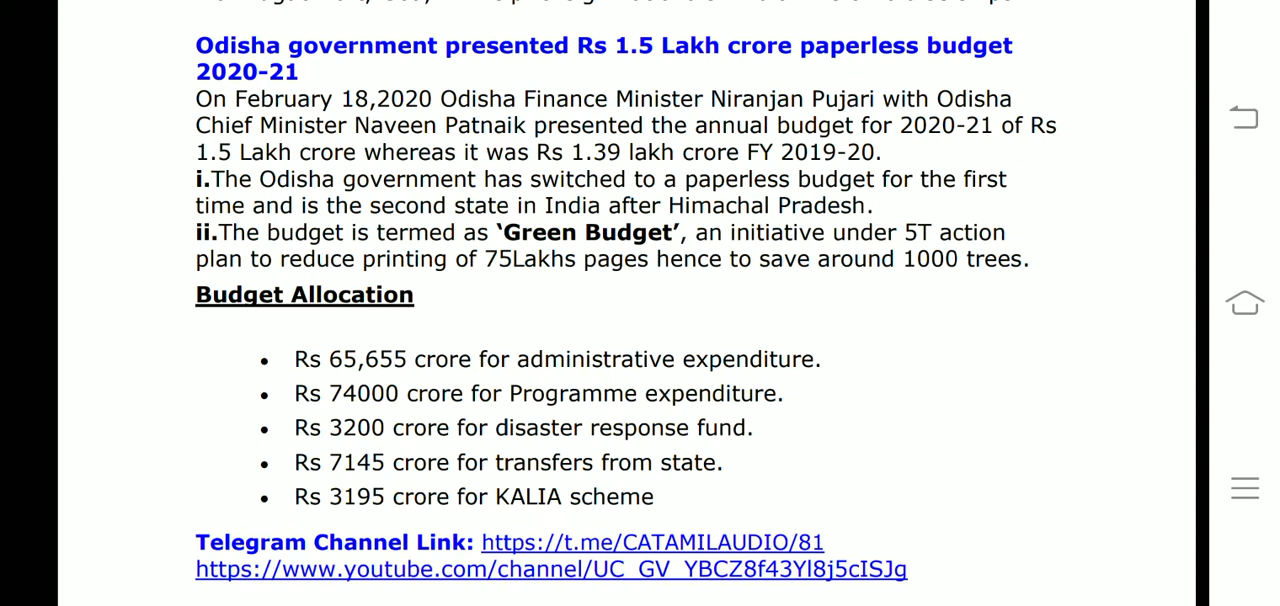 Odisha government presented Rs 1.5 Lakh crore paperless budget
2020-21
On February 18,2020 Odisha Finance Minister Niranjan Pujari with Odisha
Chief Minister Naveen Patnaik presented the annual budget for 2020-21 of Rs
1.5 Lakh crore whereas it was Rs 1.39 lakh crore FY 2019-20.
i.The Odisha government has switched to a paperless budget for the first
time and is the second state in India after Himachal Pradesh.
ii.The budget is termed as ‘Green Budget’, an initiative under 5T action
plan to reduce printing of 75Lakhs pages hence to save around 1000 trees.
Budget Allocation
• Rs 65,655 crore for administrative expenditure.
• Rs 74000 crore for Programme expenditure.
• Rs 3200 crore for disaster response fund.
• Rs 7145 crore for transfers from state.
• Rs 3195 crore for KALIA scheme
Telegram Channel Link: https://t.me/CATAMILAUDIO/81
https://www.youtube.com/channel/UC_GV_YBCZ8f43Yl8j5cISJg